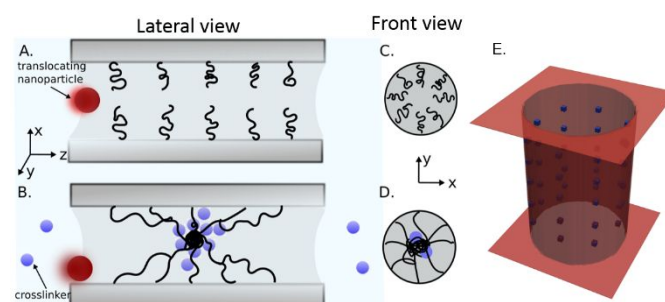 Lateral view
Front view
A.
translocating
nanoparticle
C.
E.
x
z
y
B.
y
x
D.
crosslinker